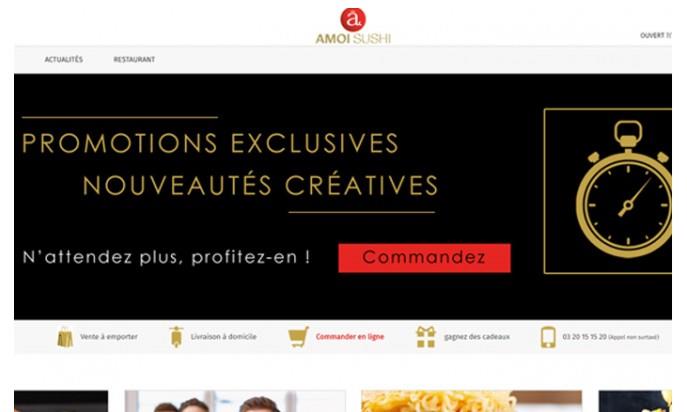 AMOI SUSHI
OUVERT 7/
ACTUALITÉS RESTAURANT
PROMOTIONS EXCLUSIVES
NOUVEAUTÉS CRÉATIVES
N'attendez plus, profitez-en ! Commandez
Vente à emporter Livraison à domicile Commander en ligne gagnez des cadeaux 03 20 15 15 20 (Appel non surtaxé)